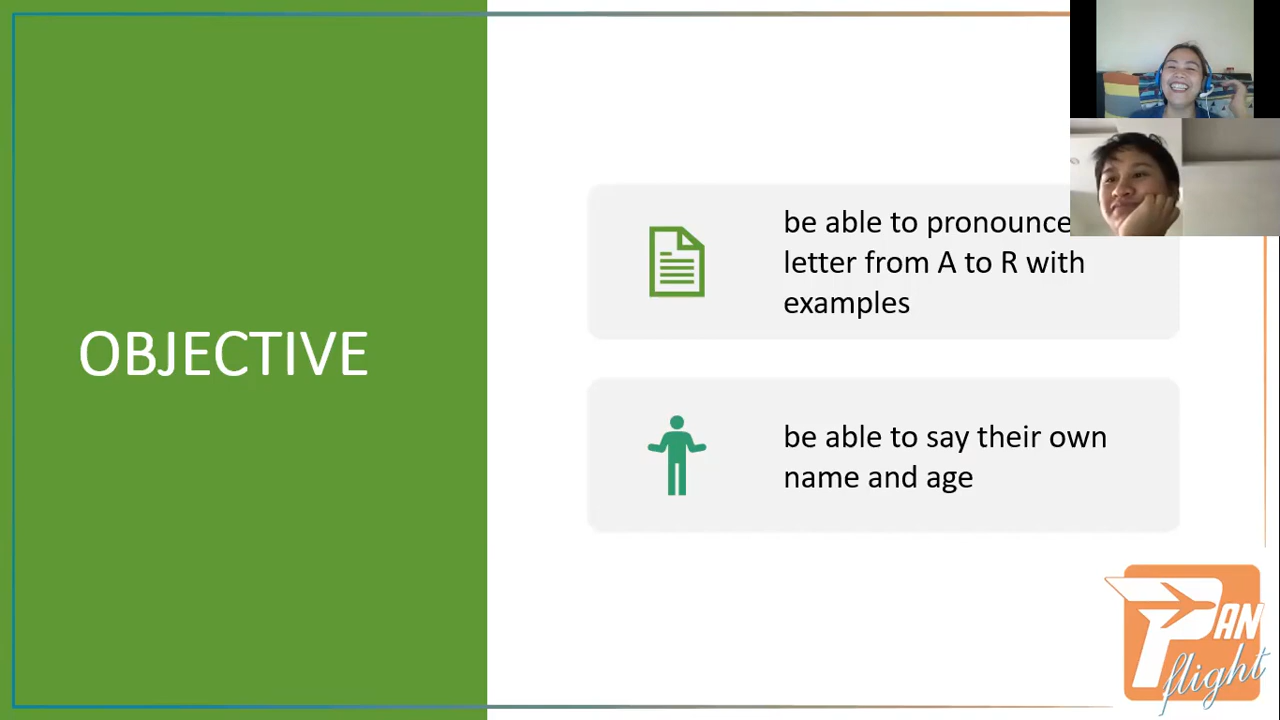 OBJECTIVE
be able to pronounce
letter from A to R with
examples
be able to say their own
name and age
PAN
flight